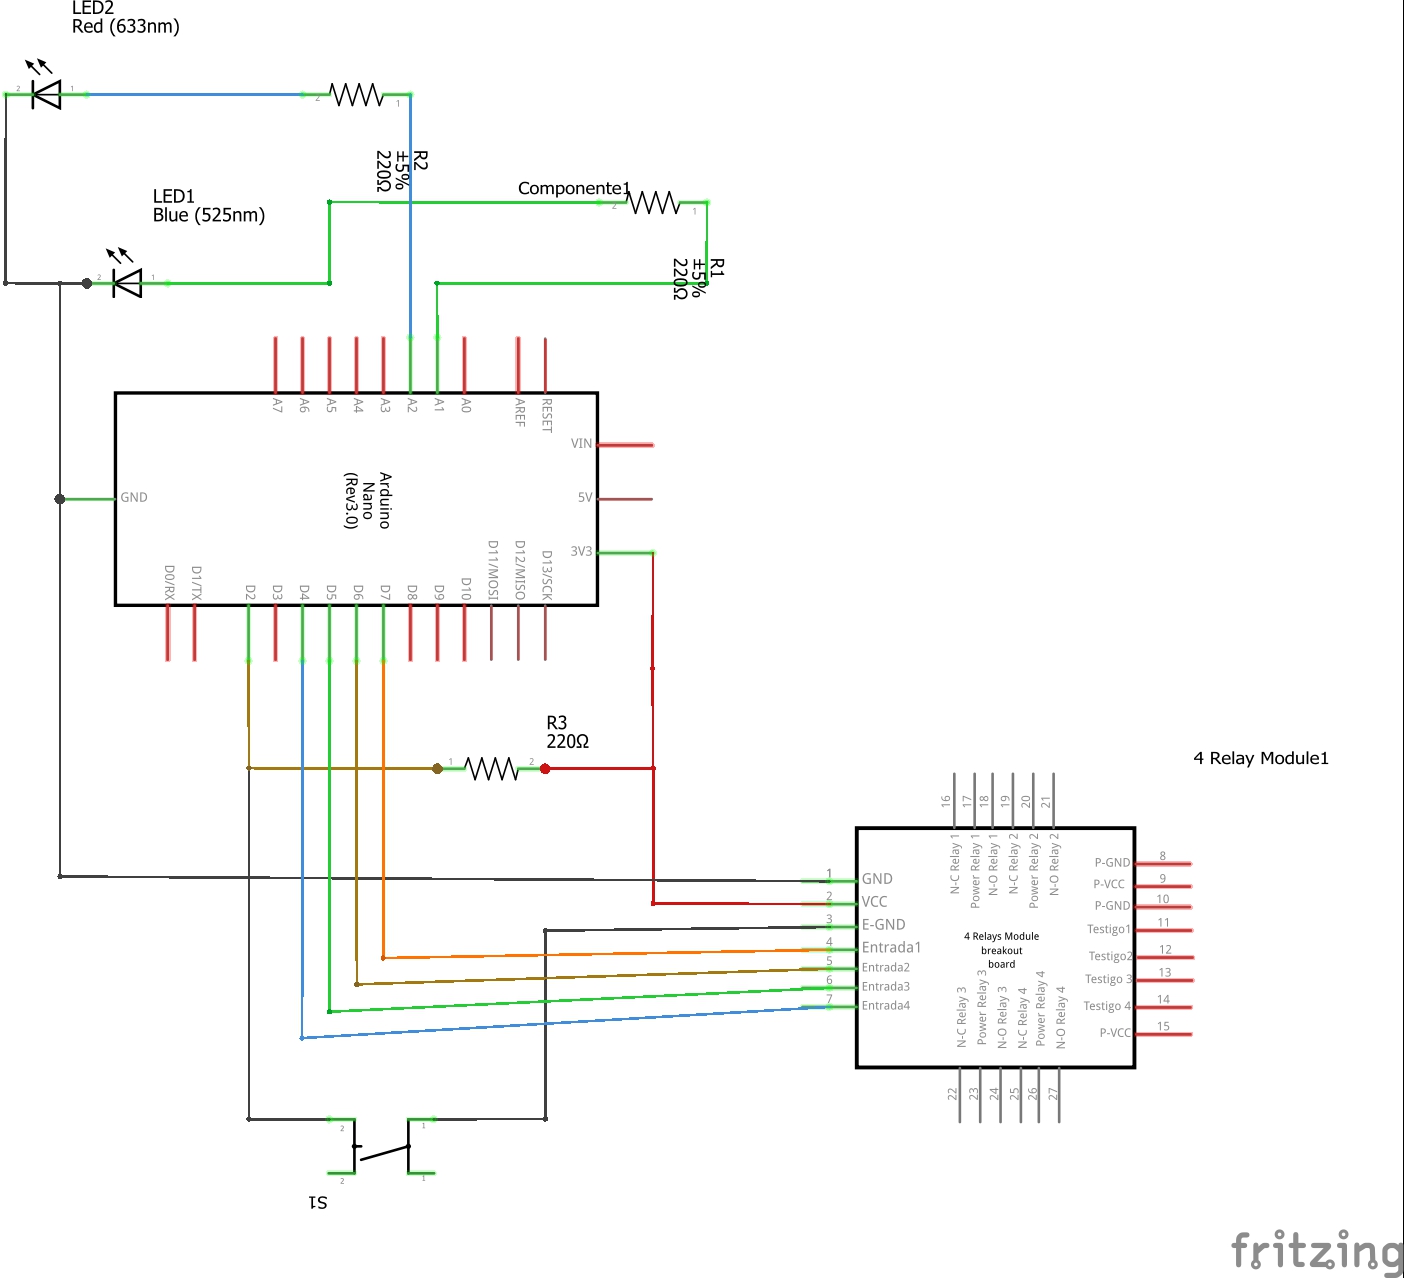 LED2
Red (633nm)
2
1
2
1
R2
±5%
220Ω
LED1
Blue (525nm)
Componente1
2
1
2
1
R1
±5%
220Ω
A7
A6
A5
A4
A3
A2
A1
A0
AREF
RESET
VIN
GND
Arduino
Nano
(Rev3.0)
5V
3V3
D0/RX
D1/TX
D2
D3
D4
D5
D6
D7
D8
D9
D10
D11/MOSI
D12/MISO
D13/SCK
R3
220Ω
1
2
4 Relay Module1
16
17
18
19
20
21
N-C Relay 1
Power Relay 1
N-O Relay 1
N-C Relay 2
Power Relay 2
N-O Relay 2
1 GND
2 VCC
3 E-GND
4 Entrada1
5 Entrada2
6 Entrada3
7 Entrada4
4 Relays Module
breakout
board
P-GND 8
P-VCC 9
P-GND 10
Testigo1 11
Testigo2 12
Testigo 3 13
Testigo 4 14
P-VCC 15
N-C Relay 3
Power Relay 3
N-O Relay 3
N-C Relay 4
Power Relay 4
N-O Relay 4
22
23
24
25
26
27
2
1
2
1
S1
fritzing